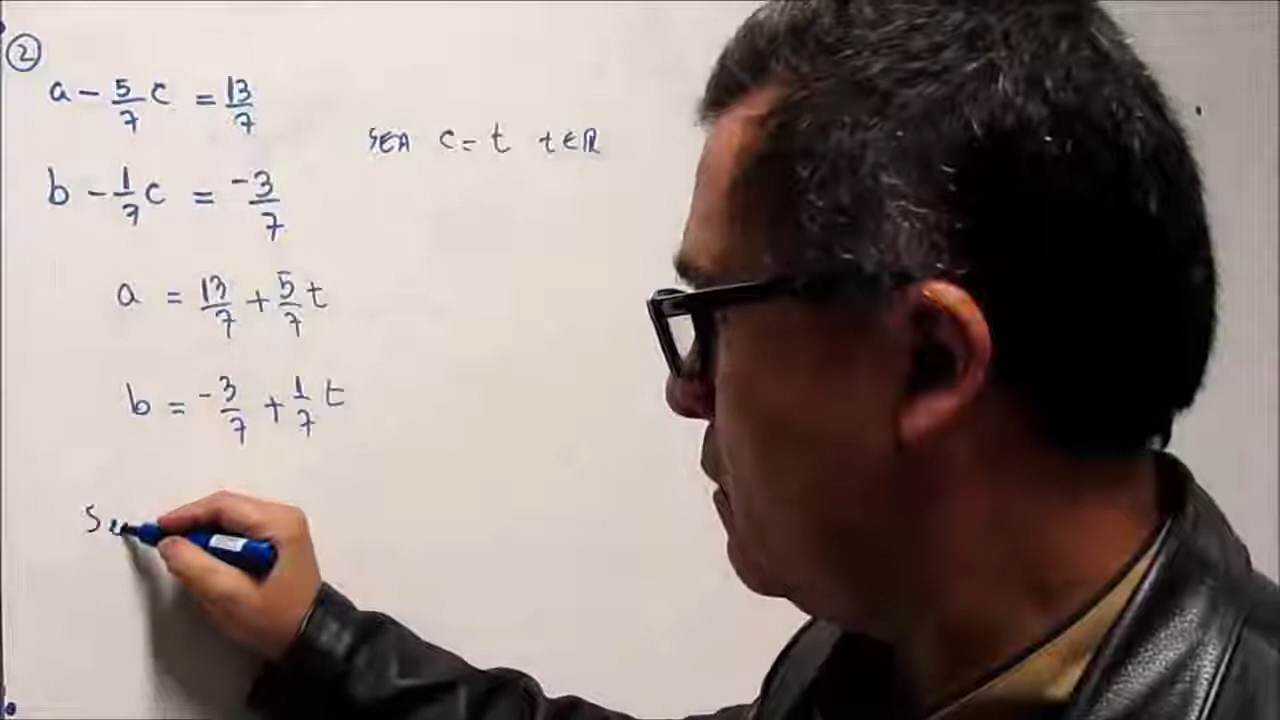 ②
a - 5/7 c = 13/7
SEA c = t t∈ℝ
b - 1/7 c = -3/7
a = 13/7 + 5/7 t
b = -3/7 + 1/7 t